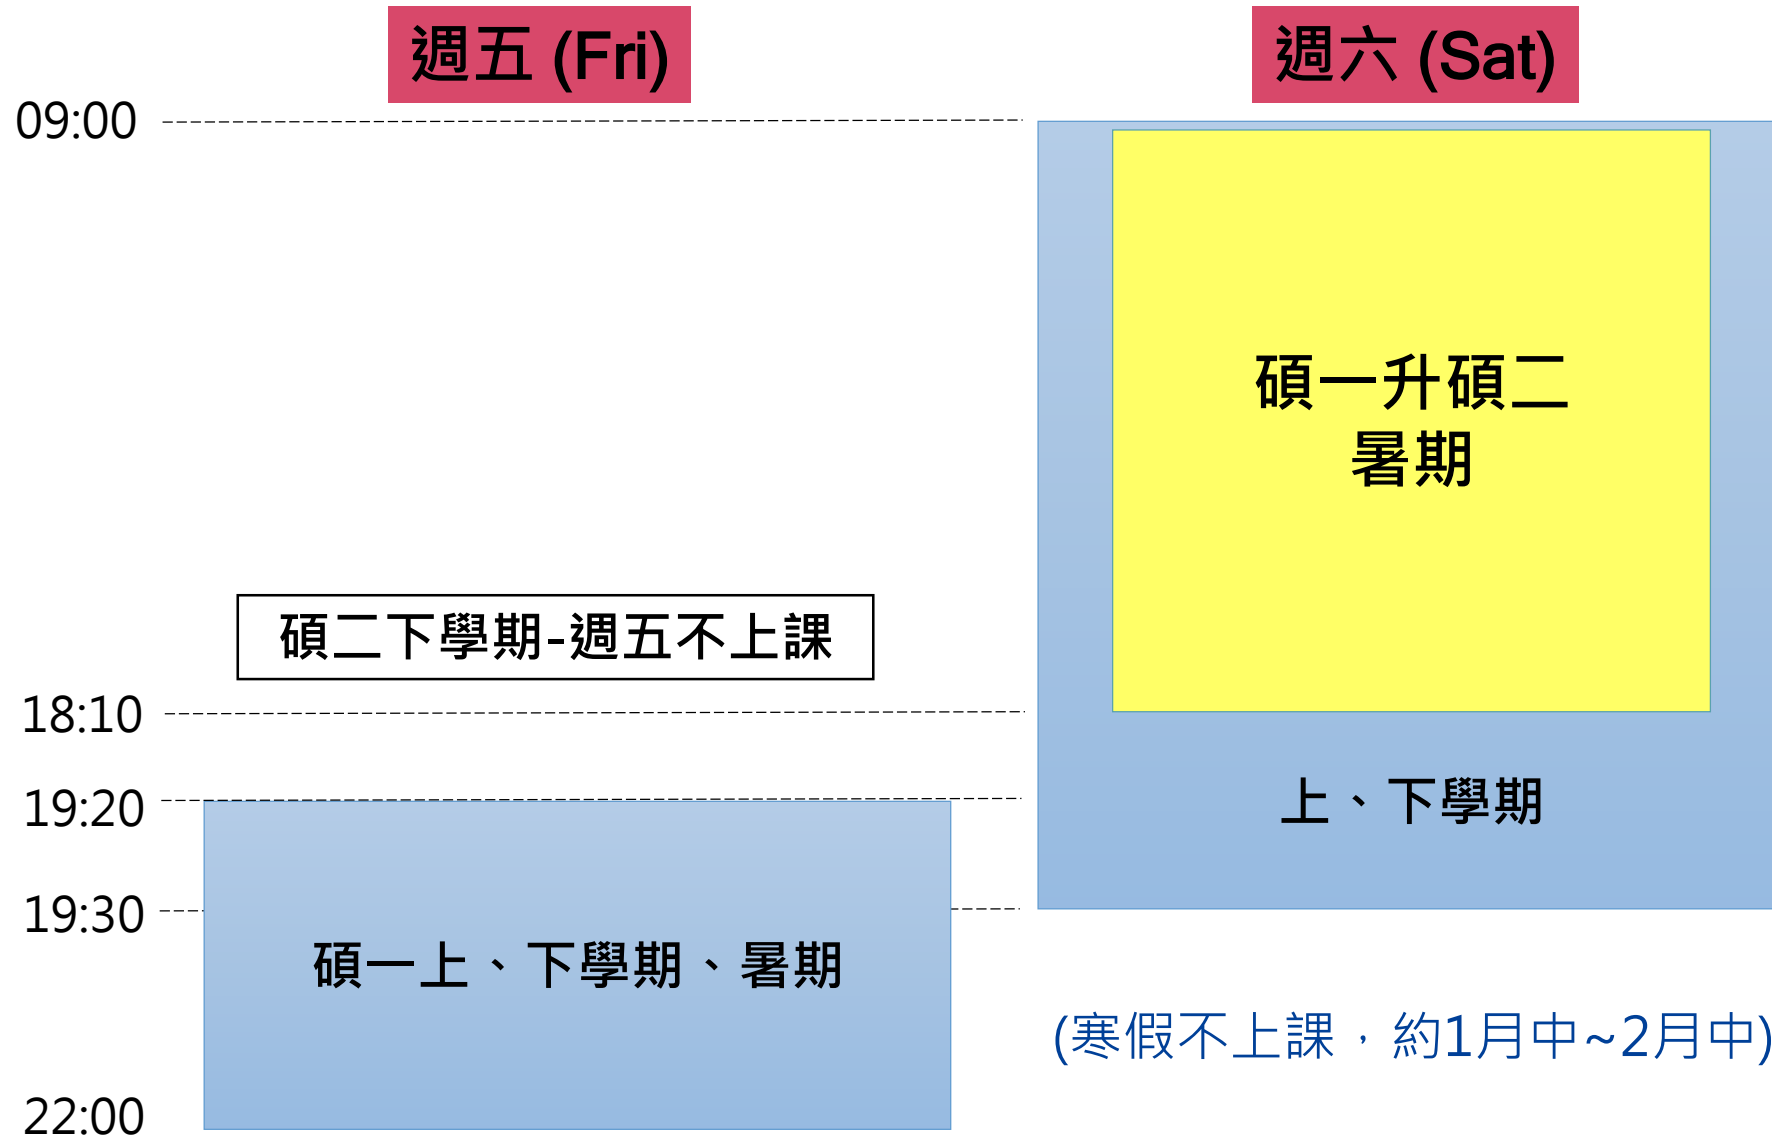 週五 (Fri)
週六 (Sat)
09:00
碩一升碩二
暑期
碩二下學期-週五不上課
18:10
19:20
上、下學期
19:30
碩一上、下學期、暑期
(寒假不上課，約1月中~2月中)
22:00